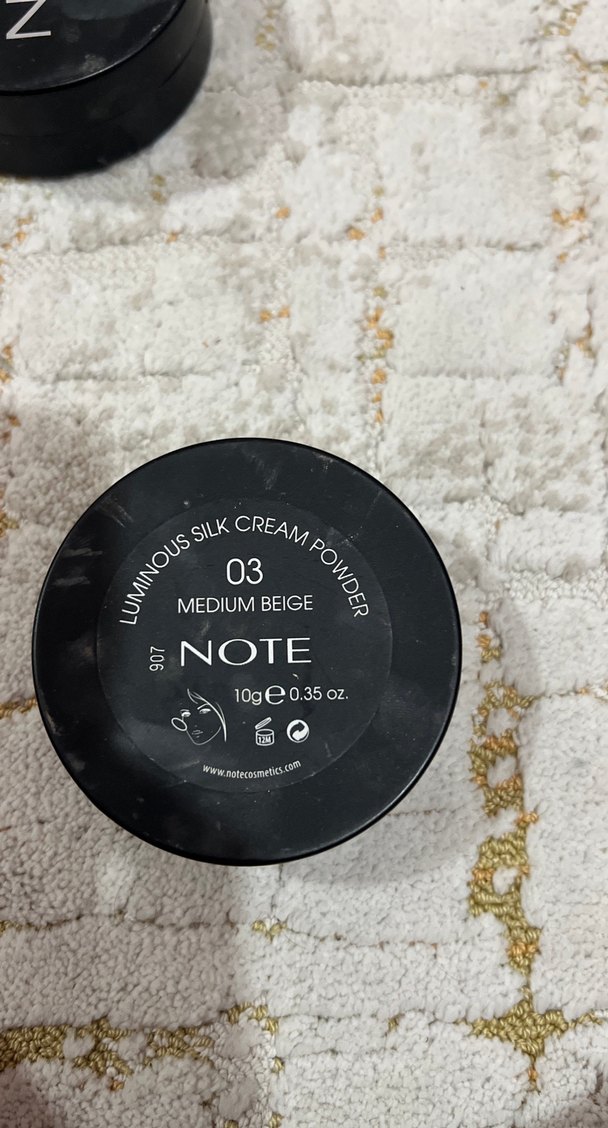 N
LUMINOUS SILK CREAM POWDER
03
MEDIUM BEIGE
907
NOTE
10g e 0.35 oz.
12M
www.notecosmetics.com